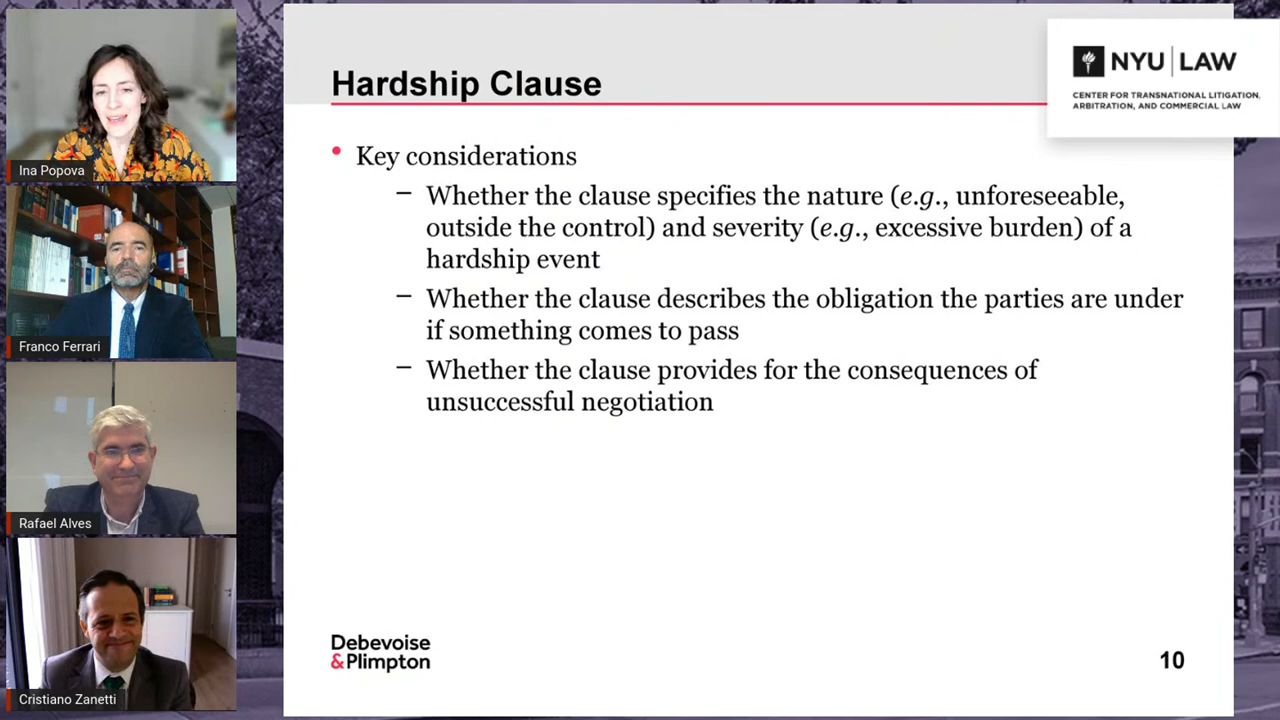 Ina Popova
Franco Ferrari
Rafael Alves
Cristiano Zanetti
Hardship Clause
NYU | LAW
CENTER FOR TRANSNATIONAL LITIGATION,
ARBITRATION, AND COMMERCIAL LAW
• Key considerations
– Whether the clause specifies the nature (e.g., unforeseeable,
outside the control) and severity (e.g., excessive burden) of a
hardship event
– Whether the clause describes the obligation the parties are under
if something comes to pass
– Whether the clause provides for the consequences of
unsuccessful negotiation
Debevoise
&Plimpton
10